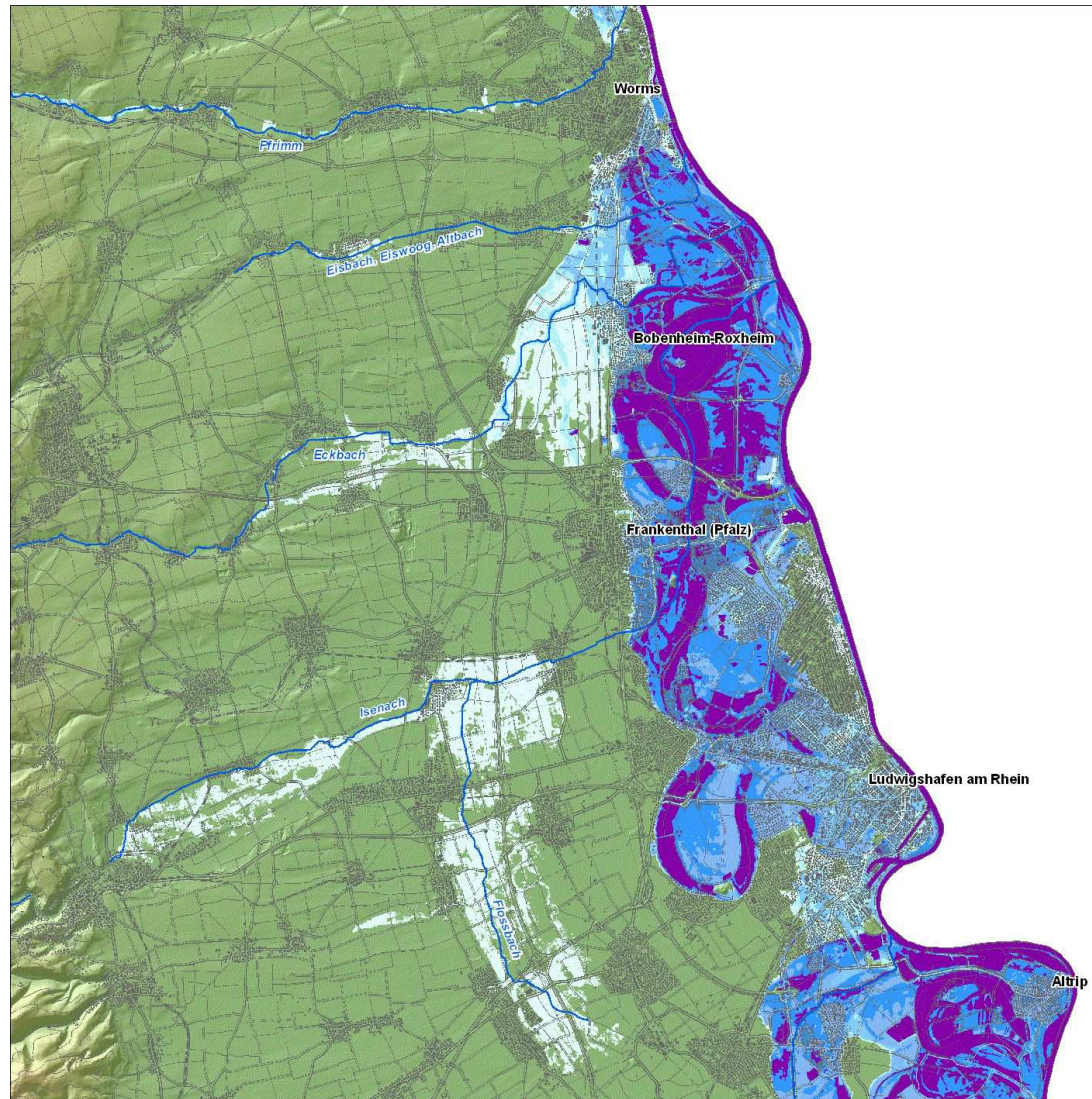 Worms
Pfrimm
Eisbach, Eiswoog, Altbach
Bobenheim-Roxheim
Eckbach
Frankenthal (Pfalz)
Isenach
Ludwigshafen am Rhein
Flossbach
Altrip